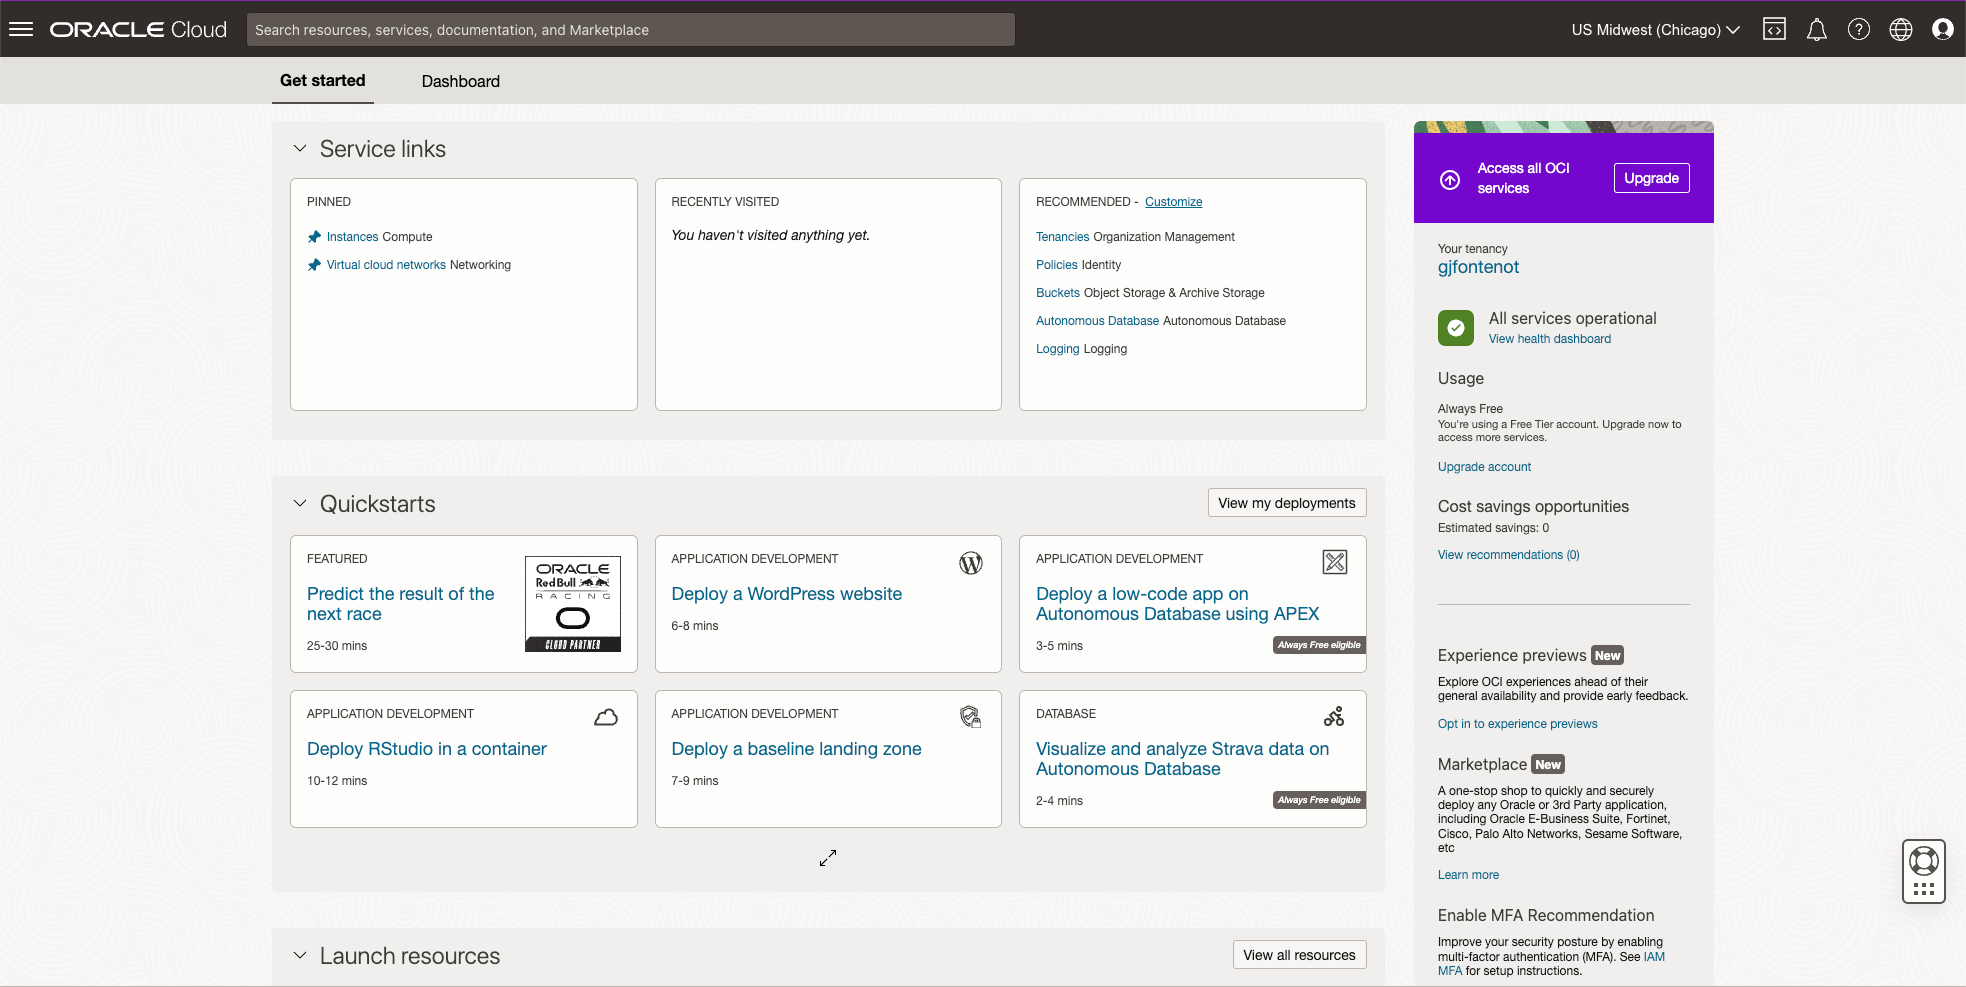 ORACLE Cloud
Search resources, services, documentation, and Marketplace
US Midwest (Chicago)
Get started
Dashboard
Service links
PINNED
Instances Compute
Virtual cloud networks Networking
RECENTLY VISITED
You haven't visited anything yet.
RECOMMENDED - Customize
Tenancies Organization Management
Policies Identity
Buckets Object Storage & Archive Storage
Autonomous Database Autonomous Database
Logging Logging
Quickstarts
View my deployments
FEATURED
Predict the result of the
next race
25-30 mins
ORACLE
Red Bull
RACING
CLOUD PARTNER
APPLICATION DEVELOPMENT
Deploy a WordPress website
6-8 mins
APPLICATION DEVELOPMENT
Deploy a low-code app on
Autonomous Database using APEX
3-5 mins
Always Free eligible
APPLICATION DEVELOPMENT
Deploy RStudio in a container
10-12 mins
APPLICATION DEVELOPMENT
Deploy a baseline landing zone
7-9 mins
DATABASE
Visualize and analyze Strava data on
Autonomous Database
2-4 mins
Always Free eligible
Launch resources
View all resources
Access all OCI
services
Upgrade
Your tenancy
gjfontenot
All services operational
View health dashboard
Usage
Always Free
You're using a Free Tier account. Upgrade now to
access more services.
Upgrade account
Cost savings opportunities
Estimated savings: 0
View recommendations (0)
Experience previews New
Explore OCI experiences ahead of their
general availability and provide early feedback.
Opt in to experience previews
Marketplace New
A one-stop shop to quickly and securely
deploy any Oracle or 3rd Party application,
including Oracle E-Business Suite, Fortinet,
Cisco, Palo Alto Networks, Sesame Software,
etc
Learn more
Enable MFA Recommendation
Improve your security posture by enabling
multi-factor authentication (MFA). See IAM
MFA for setup instructions.